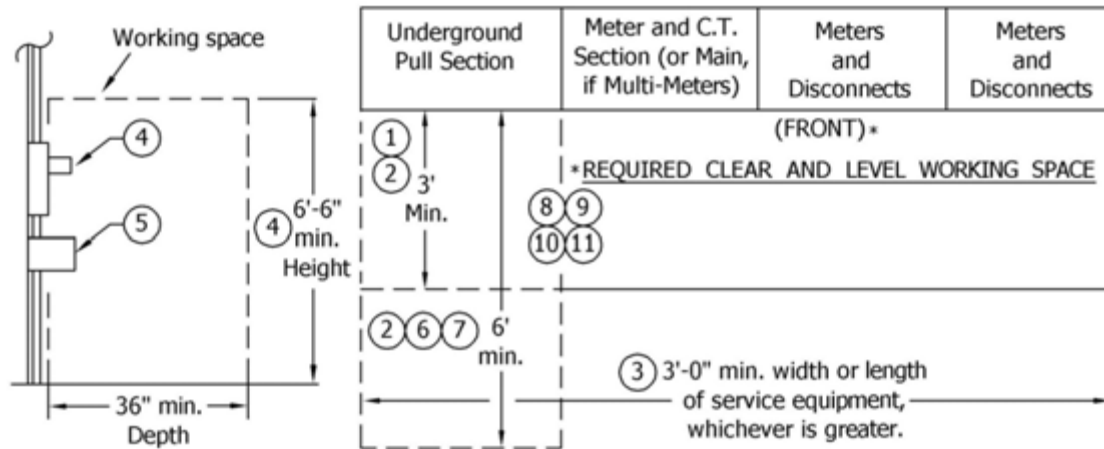 Working space
4
5
4 6'-6"
min.
Height
36" min.
Depth
Underground
Pull Section
Meter and C.T.
Section (or Main,
if Multi-Meters)
Meters
and
Disconnects
Meters
and
Disconnects
1
2
3'
Min.
(FRONT)*
*REQUIRED CLEAR AND LEVEL WORKING SPACE
8 9
10 11
2 6 7
6'
min.
3 3'-0" min. width or length
of service equipment,
whichever is greater.